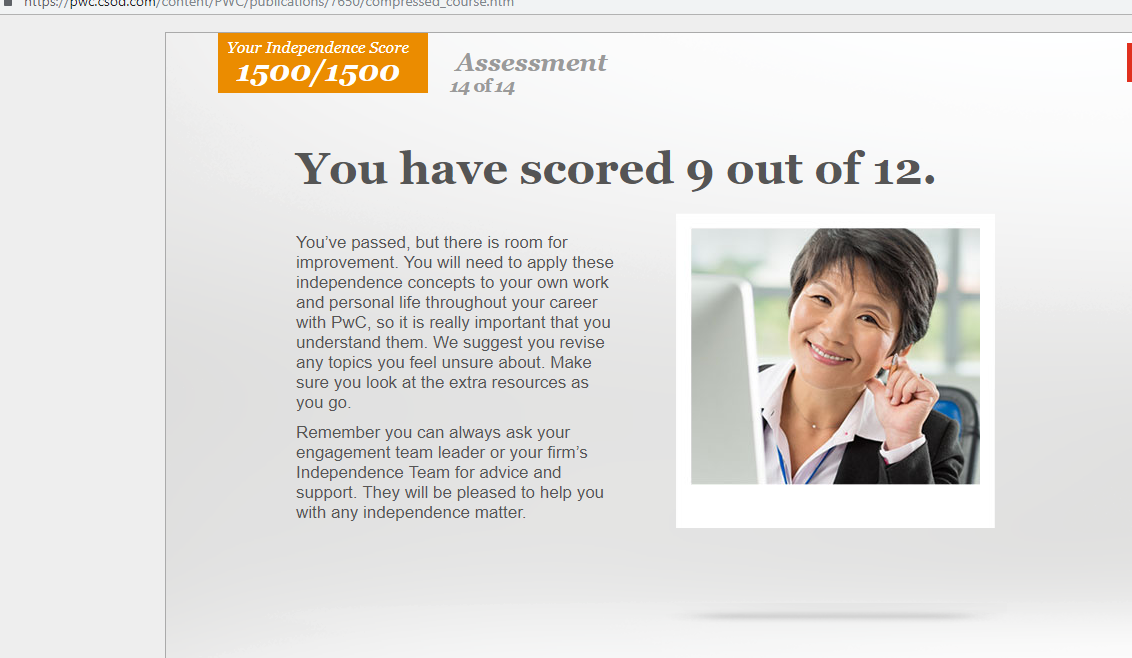 https://pwc.csod.com/content/PWC/publications/7650/compressed_course.htm
Your Independence Score
1500/1500
Assessment
14 of 14
You have scored 9 out of 12.
You’ve passed, but there is room for
improvement. You will need to apply these
independence concepts to your own work
and personal life throughout your career
with PwC, so it is really important that you
understand them. We suggest you revise
any topics you feel unsure about. Make
sure you look at the extra resources as
you go.
Remember you can always ask your
engagement team leader or your firm’s
Independence Team for advice and
support. They will be pleased to help you
with any independence matter.